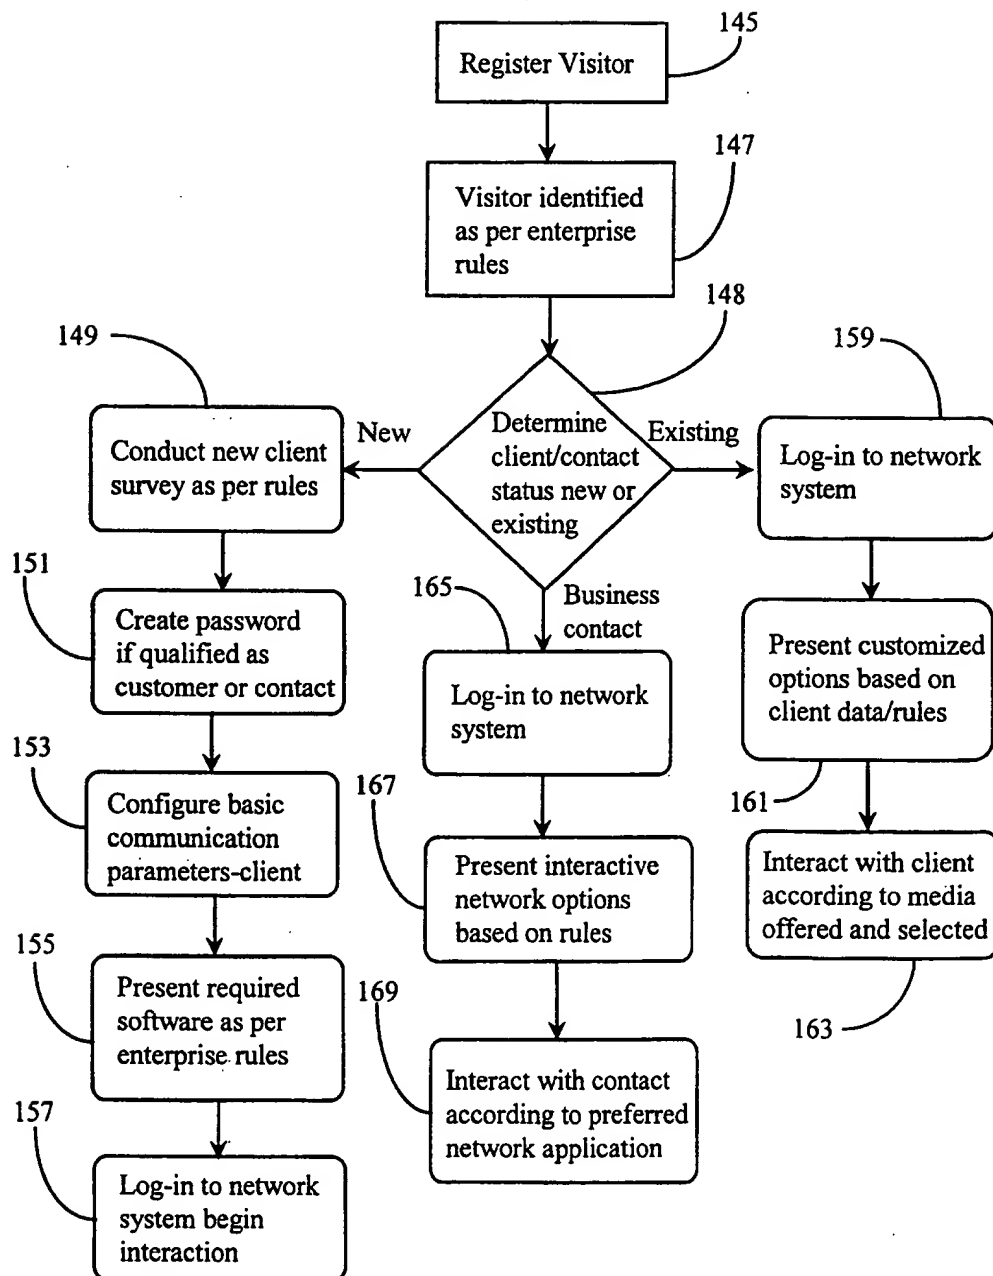 145
Register Visitor
147
Visitor identified
as per enterprise
rules
148
149
159
New
Determine
client/contact
status new or
existing
Existing
Conduct new client
survey as per rules
Log-in to network
system
151
165
Business
contact
Create password
if qualified as
customer or contact
Log-in to network
system
Present customized
options based on
client data/rules
153
161
167
Configure basic
communication
parameters-client
Present interactive
network options
based on rules
Interact with client
according to media
offered and selected
155
163
169
Present required
software as per
enterprise rules
Interact with contact
according to preferred
network application
157
Log-in to network
system begin
interaction